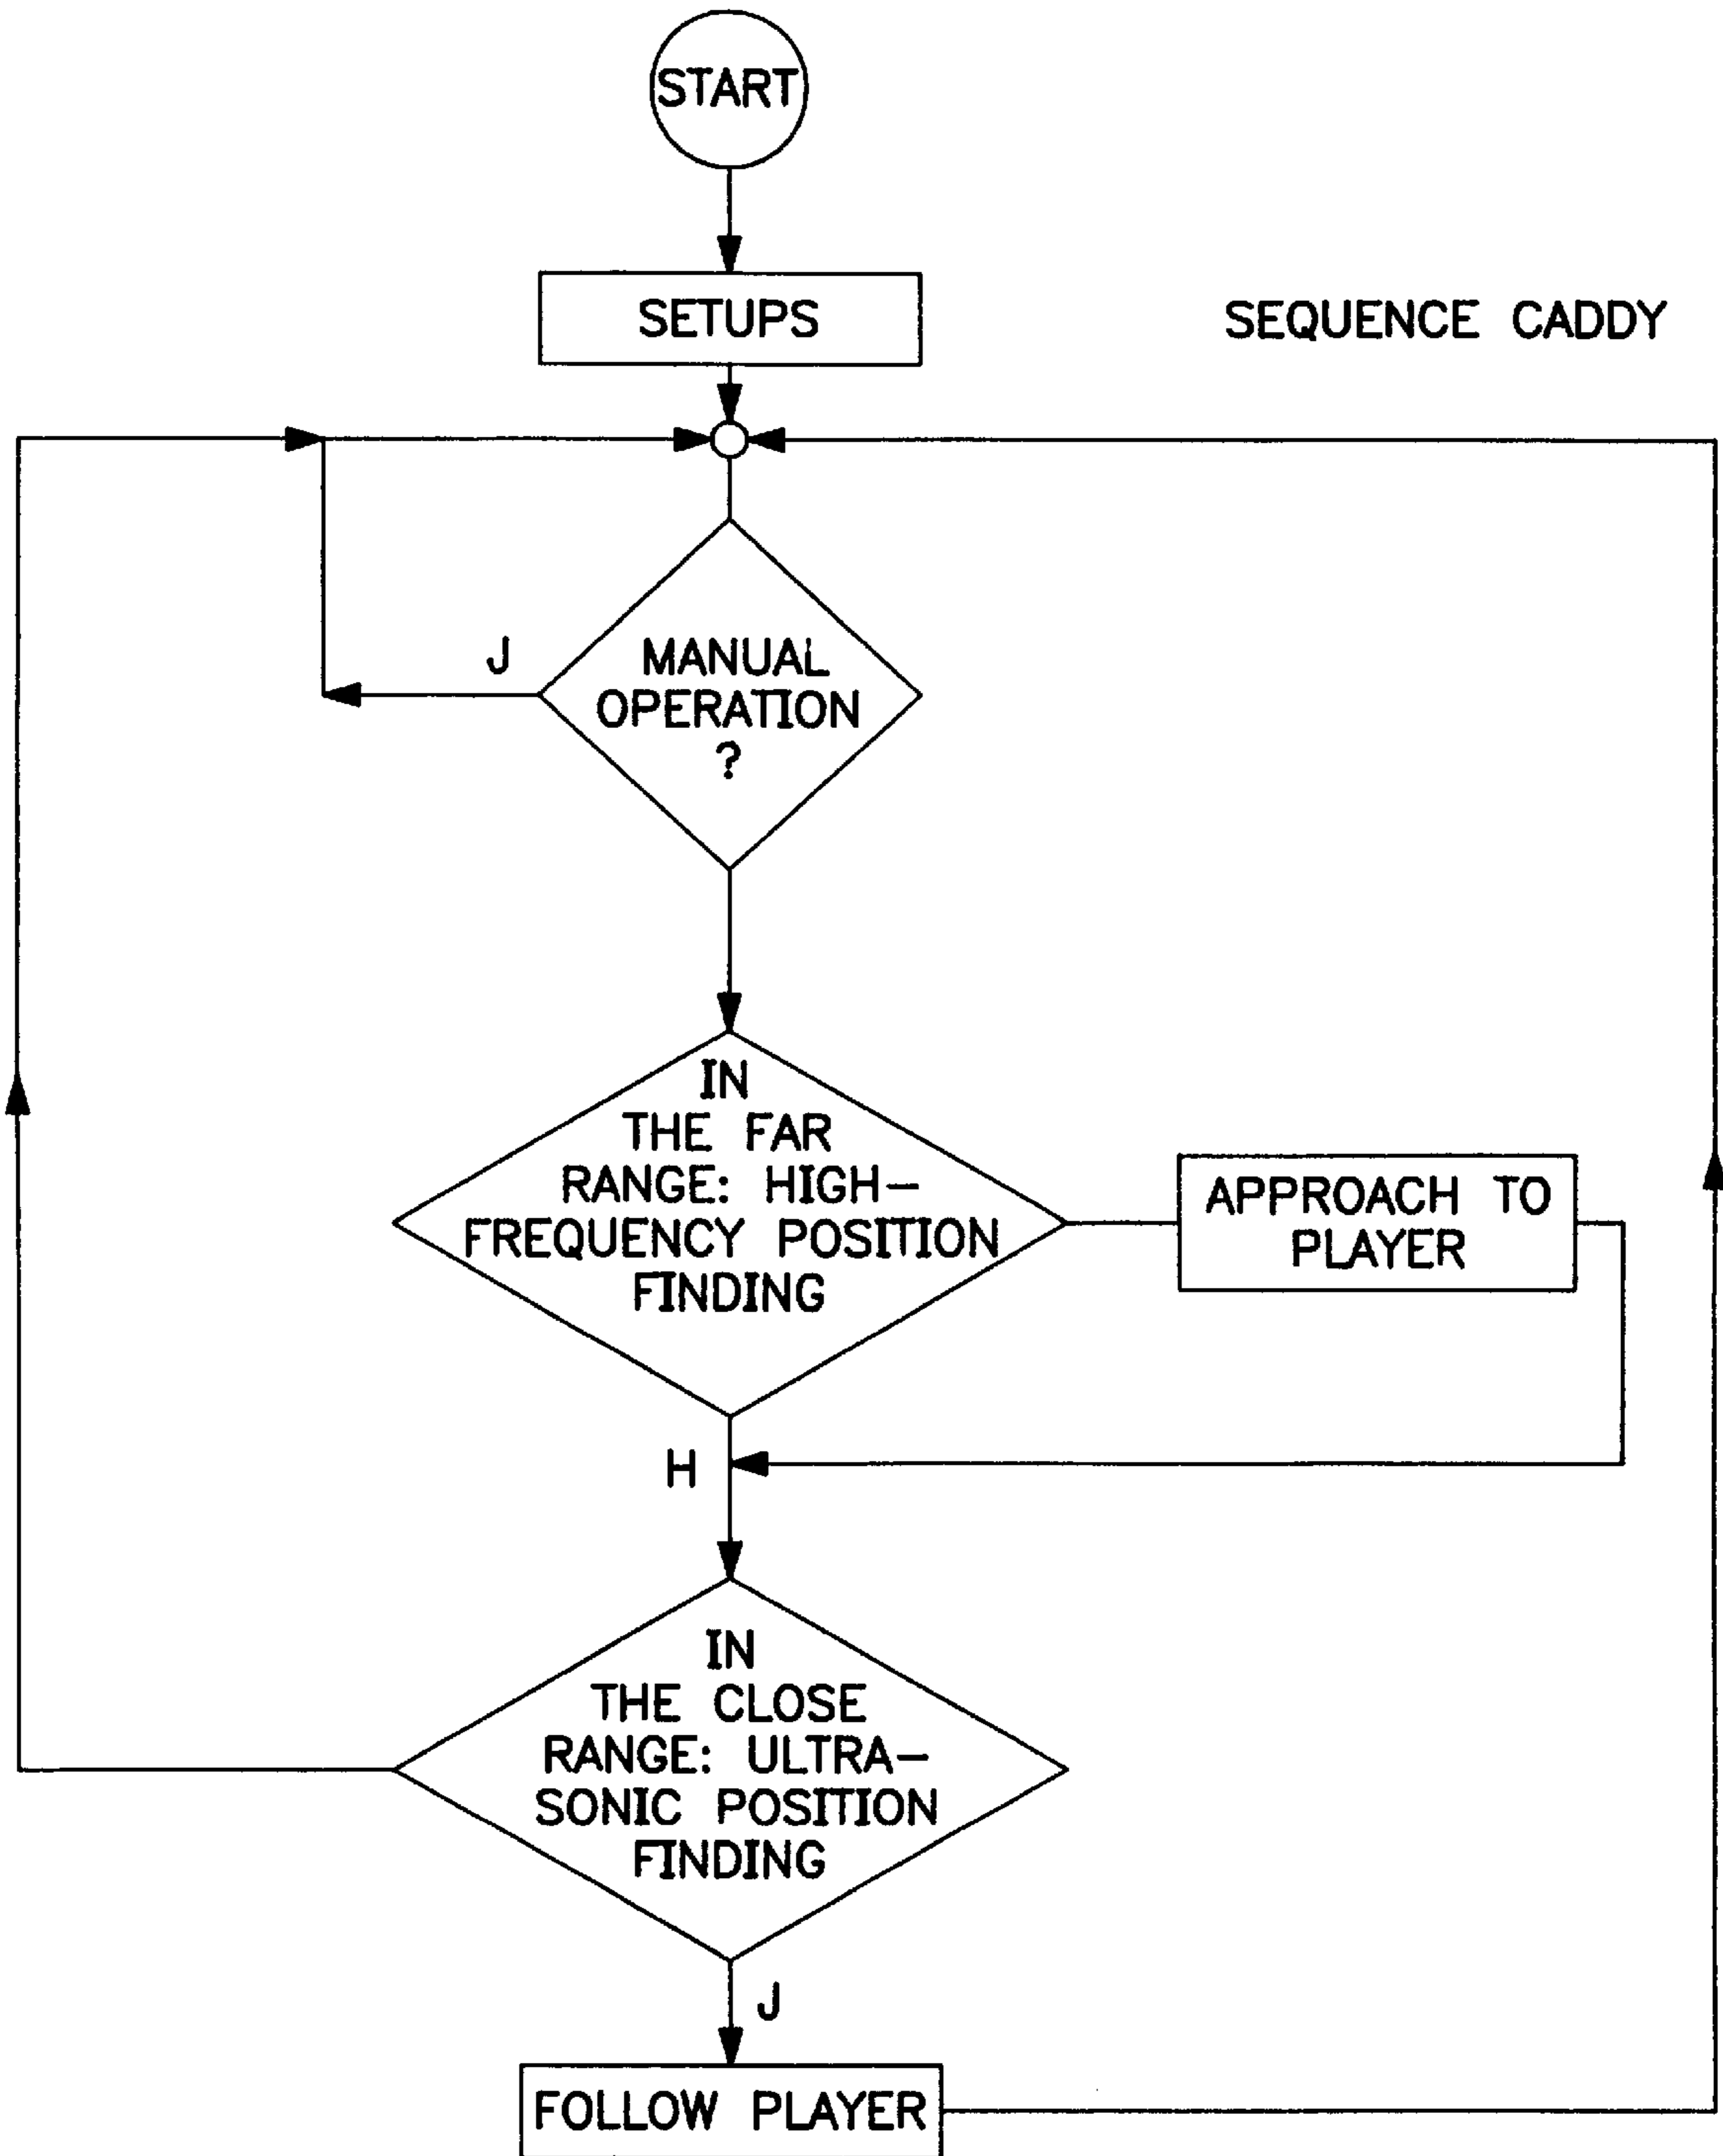 START
SETUPS
SEQUENCE CADDY
J
MANUAL
OPERATION
?
IN
THE FAR
RANGE: HIGH-
FREQUENCY POSITION
FINDING
APPROACH TO
PLAYER
H
IN
THE CLOSE
RANGE: ULTRA-
SONIC POSITION
FINDING
J
FOLLOW PLAYER